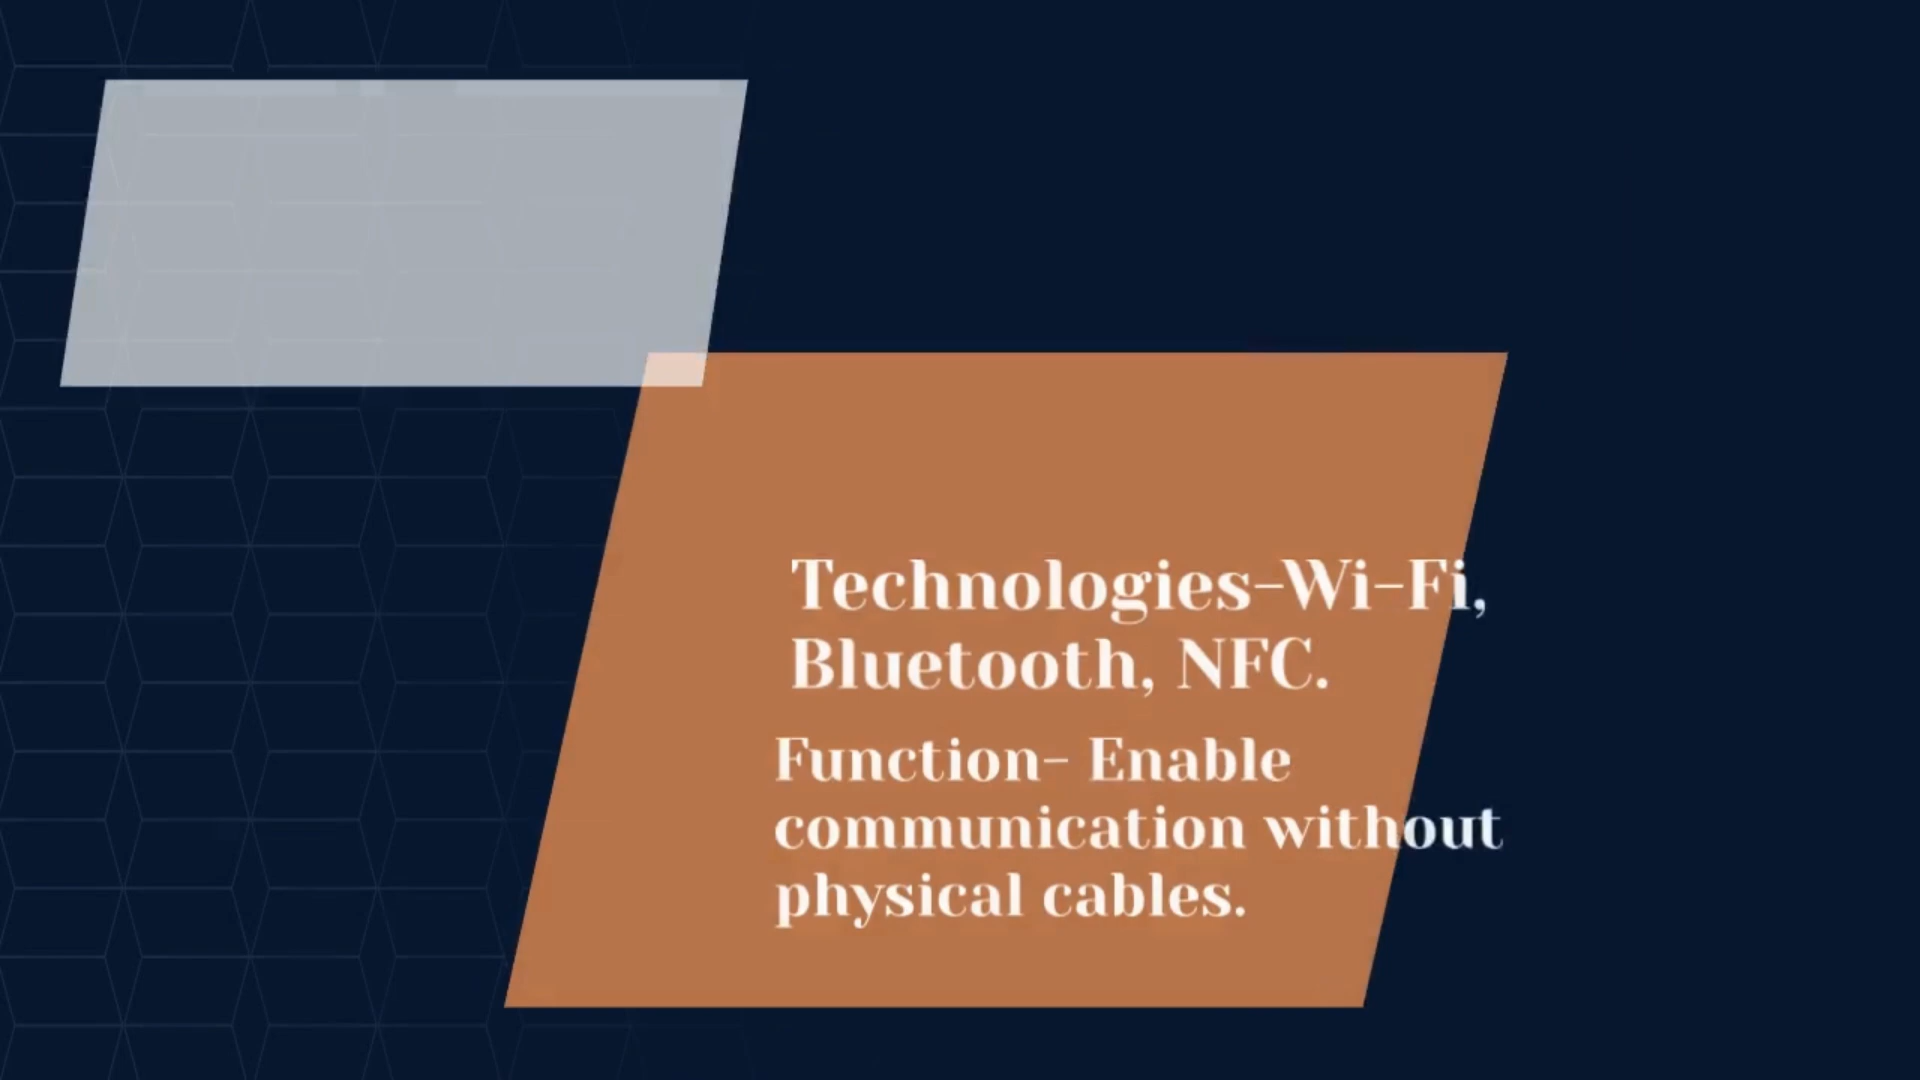 Technologies-Wi-Fi,
Bluetooth, NFC.
Function- Enable
communication without
physical cables.